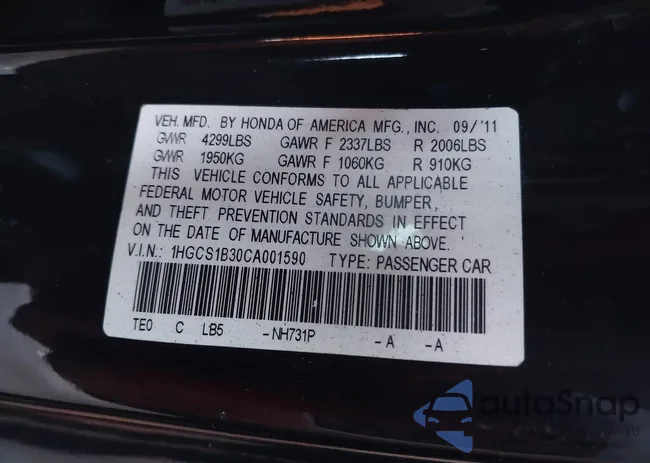 VEH. MFD. BY HONDA OF AMERICA MFG., INC. 09/'11
GVWR 4299LBS GAWR F 2337LBS R 2006LBS
GVWR 1950KG GAWR F 1060KG R 910KG
THIS VEHICLE CONFORMS TO ALL APPLICABLE
FEDERAL MOTOR VEHICLE SAFETY, BUMPER,
AND THEFT PREVENTION STANDARDS IN EFFECT
ON THE DATE OF MANUFACTURE SHOWN ABOVE.
V.I.N.: 1HGCS1B30CA001590 TYPE: PASSENGER CAR
TE0 C LB5 -NH731P -A -A
autoSnap